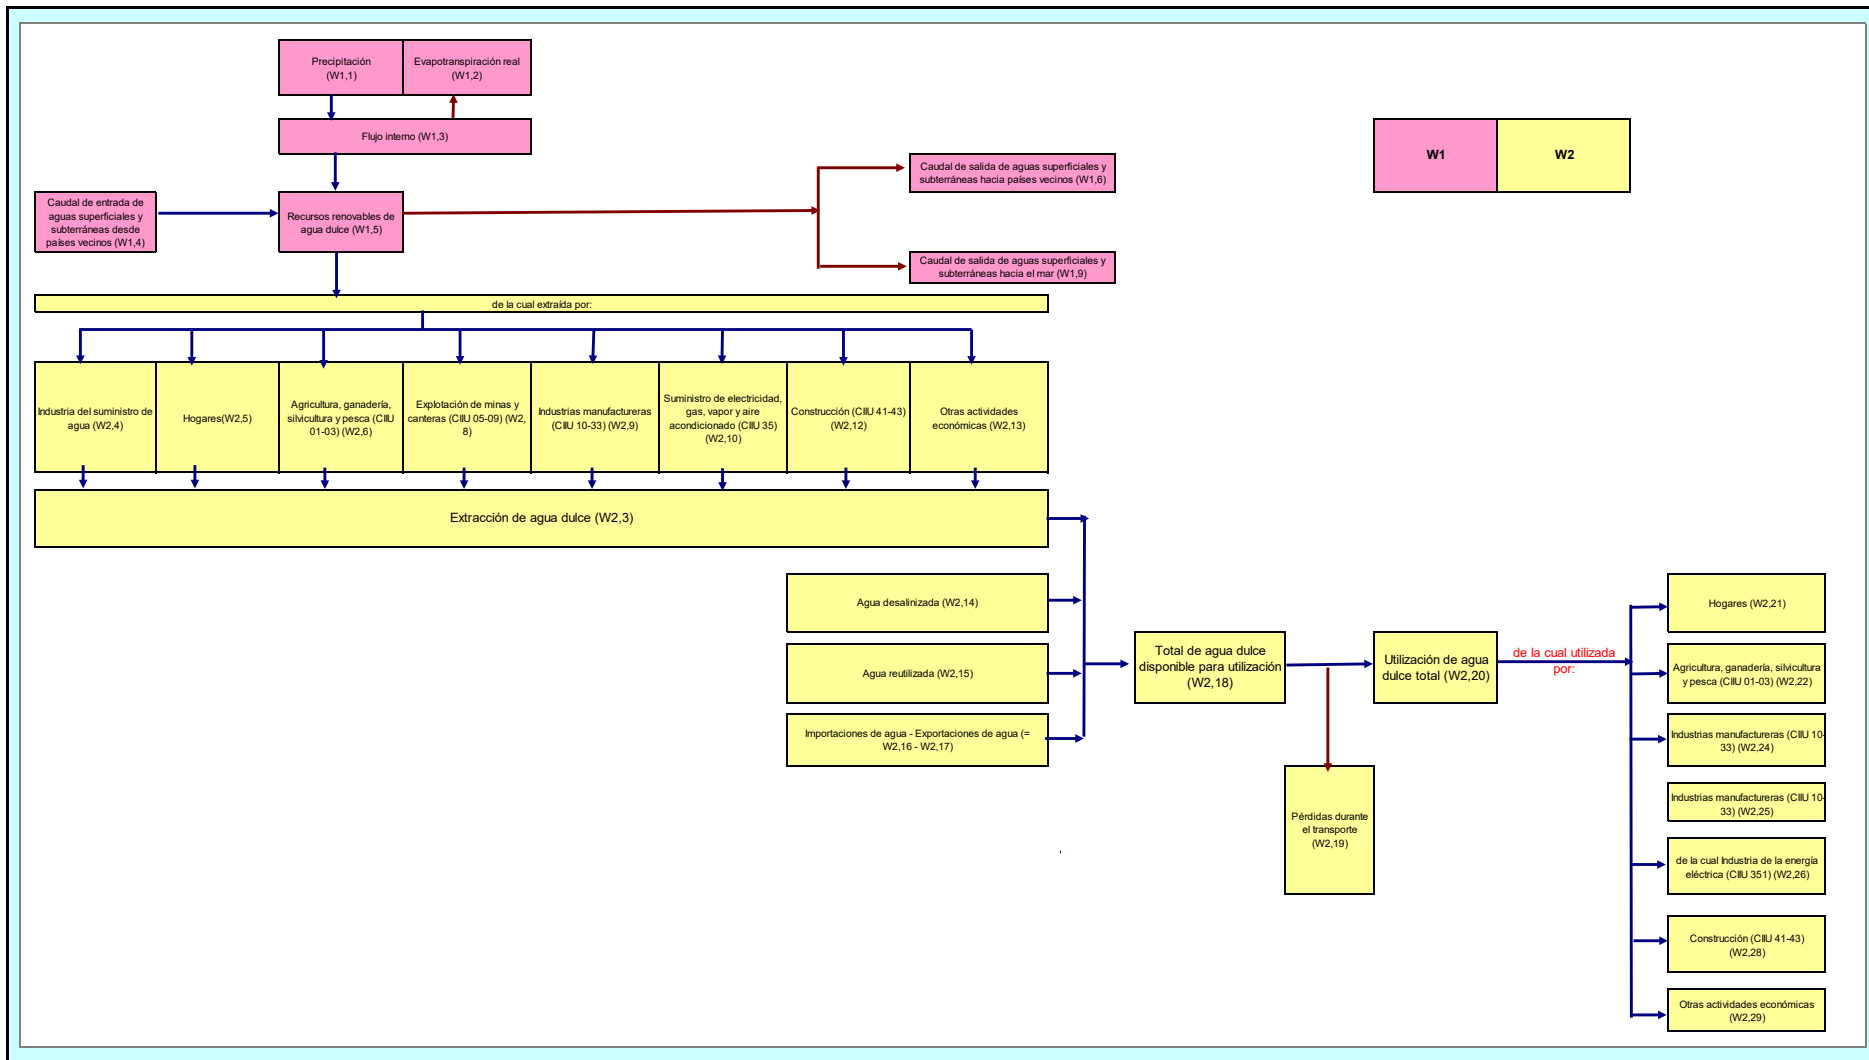 Precipitación
(W1,1)
Evapotranspiración real
(W1,2)
Flujo interno (W1,3)
W1
W2
Caudal de salida de aguas superficiales y
subterráneas hacia países vecinos (W1,6)
Caudal de entrada de
aguas superficiales y
subterráneas desde
países vecinos (W1,4)
Recursos renovables de
agua dulce (W1,5)
Caudal de salida de aguas superficiales y
subterráneas hacia el mar (W1,9)
de la cual extraída por:
Industria del suministro de
agua (W2,4)
Hogares(W2,5)
Agricultura, ganadería,
silvicultura y pesca (CIIU
01-03) (W2,6)
Explotación de minas y
canteras (CIIU 05-09) (W2,
8)
Industrias manufactureras
(CIIU 10-33) (W2,9)
Suministro de electricidad,
gas, vapor y aire
acondicionado (CIIU 35)
(W2,10)
Construcción (CIIU 41-43)
(W2,12)
Otras actividades
económicas (W2,13)
Extracción de agua dulce (W2,3)
Agua desalinizada (W2,14)
Agua reutilizada (W2,15)
Importaciones de agua - Exportaciones de agua (=
W2,16 - W2,17)
Total de agua dulce
disponible para utilización
(W2,18)
Pérdidas durante
el transporte
(W2,19)
Utilización de agua
dulce total (W2,20)
de la cual utilizada
por:
Hogares (W2,21)
Agricultura, ganadería, silvicultura
y pesca (CIIU 01-03) (W2,22)
Industrias manufactureras (CIIU 10-
33) (W2,24)
Industrias manufactureras (CIIU 10-
33) (W2,25)
de la cual Industria de la energía
eléctrica (CIIU 351) (W2,26)
Construcción (CIIU 41-43)
(W2,28)
Otras actividades económicas
(W2,29)